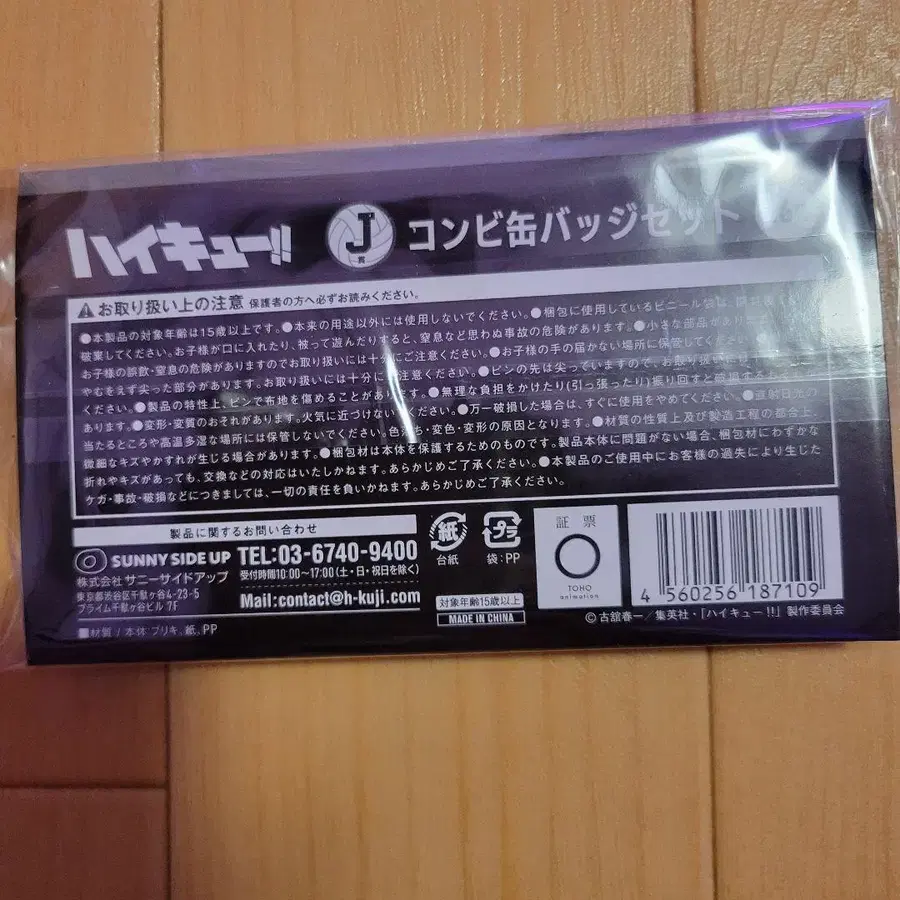 ハイキュー!! J賞 コンビ缶バッジセット
お取り扱い上の注意 保護者の方へ必ずお読みください。
●本製品の対象年齢は15歳以上です。●本来の用途以外には使用しないでください。●梱包に使用しているビニール袋は、開封後
破棄してください。お子様が口に入れたり、被って遊んだりすると、窒息など思わぬ事故の危険があります。●小さな部品があります
お子様の誤飲・窒息の危険がありますのでお取り扱いには十分にご注意ください。●お子様の手の届かない場所に保管してください
やむをえず尖った部分があります。お取り扱いには十分にご注意ください。●ピンの先は尖っていますので、お取り扱いには
ください。●製品の特性上、ピンで布地を傷めることがあります。●無理な負担をかけたり(引っ張ったり)振り回すと破損する
あります。●変形・変質のおそれがあります。火気に近づけないでください。●万一破損した場合は、すぐに使用をやめてください。●直射日光の
当たるところや高温多湿な場所には保管しないでください。色落ち・変色・変形の原因となります。●材質の性質上及び製造工程の都合上、
微細なキズやかすれが生じる場合があります。●梱包材は本体を保護するためのものです。製品本体に問題がない場合、梱包材にわずかな
折れやキズがあっても、交換などの対応はいたしかねます。あらかじめご了承ください。●本製品のご使用中にお客様の過失により生じた
ケガ・事故・破損などにつきましては、一切の責任を負いかねます。あらかじめご了承ください。
製品に関するお問い合わせ
SUNNY SIDE UP
株式会社 サニーサイドアップ
東京都渋谷区千駄ヶ谷4-23-5
プライム千駄ヶ谷ビル 7F
TEL:03-6740-9400
受付時間10:00〜17:00(土・日・祝日を除く)
Mail:contact@h-kuji.com
■材質 / 本体 ブリキ、紙、PP
紙
台紙
プラ
袋:PP
対象年齢15歳以上
MADE IN CHINA
証票
TOHO
animation
4 560256 187109
©古舘春一／集英社・「ハイキュー!!」製作委員会